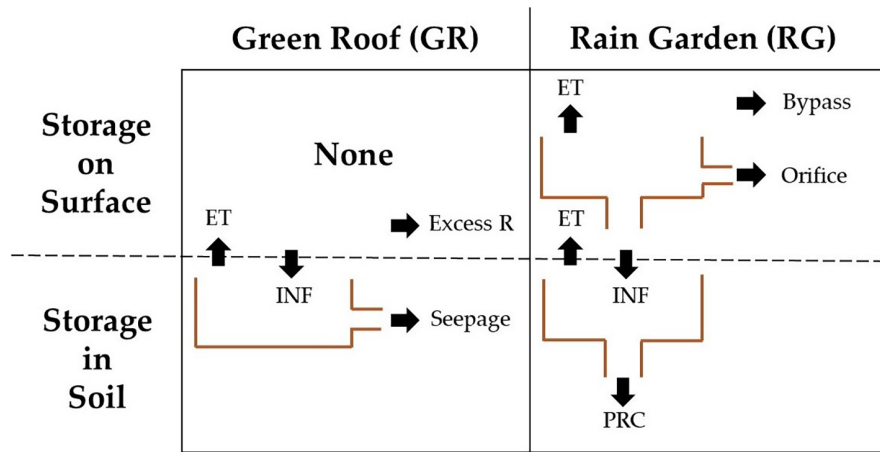 Green Roof (GR)
Rain Garden (RG)
Storage
on
Surface
None
ET
Excess R
INF
ET
Bypass
Orifice
ET
INF
Storage
in
Soil
Seepage
PRC